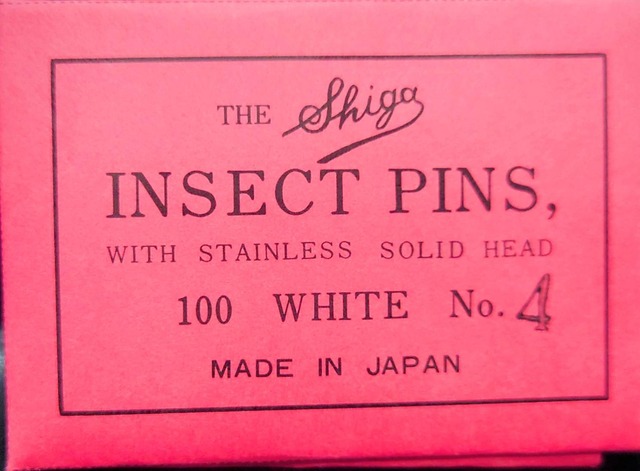 THE Shiga
INSECT PINS,
WITH STAINLESS SOLID HEAD
100 WHITE No. 4
MADE IN JAPAN